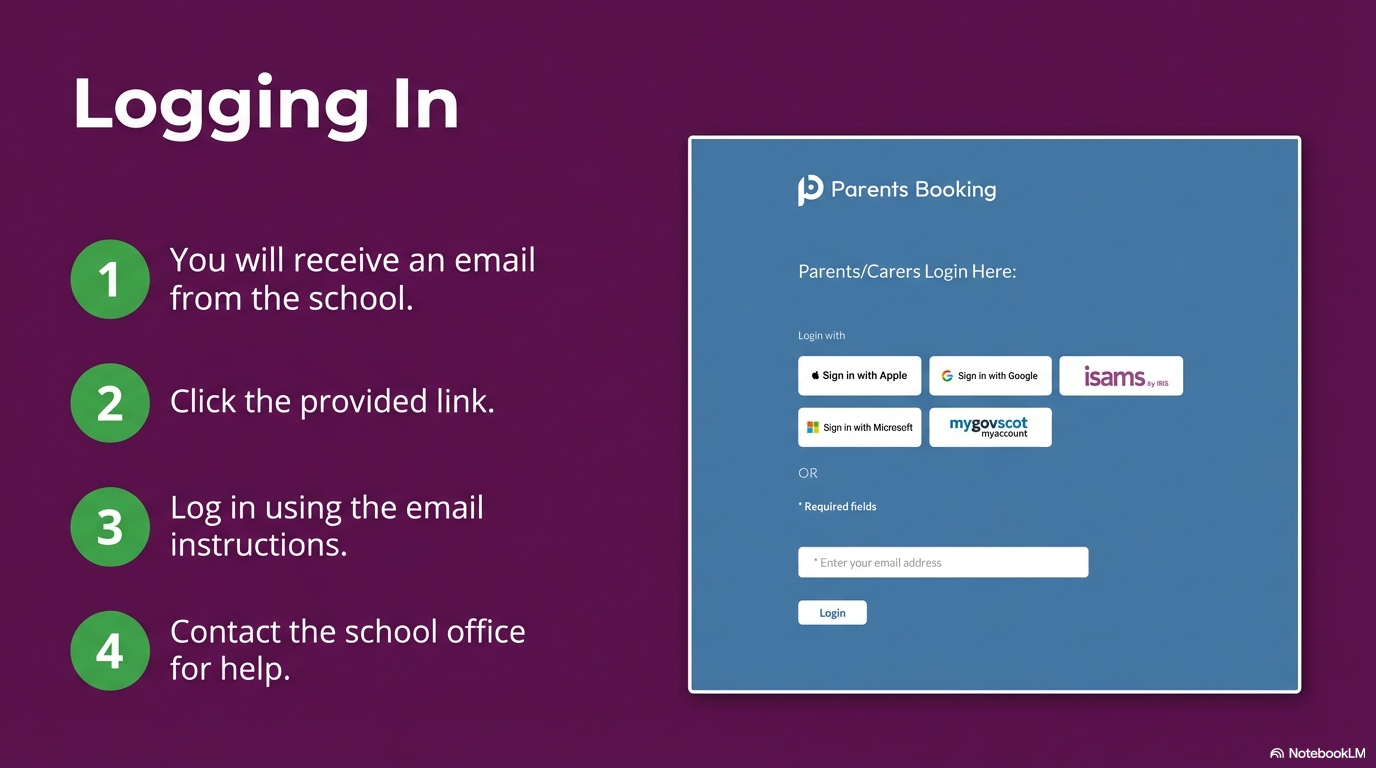 Logging In
1
You will receive an email
from the school.
2
Click the provided link.
3
Log in using the email
instructions.
4
Contact the school office
for help.
Parents Booking
Parents/Carers Login Here:
Login with
Sign in with Apple
Sign in with Google
isams by IRIS
Sign in with Microsoft
mygovscot
myaccount
OR
* Required fields
* Enter your email address
Login
NotebookLM